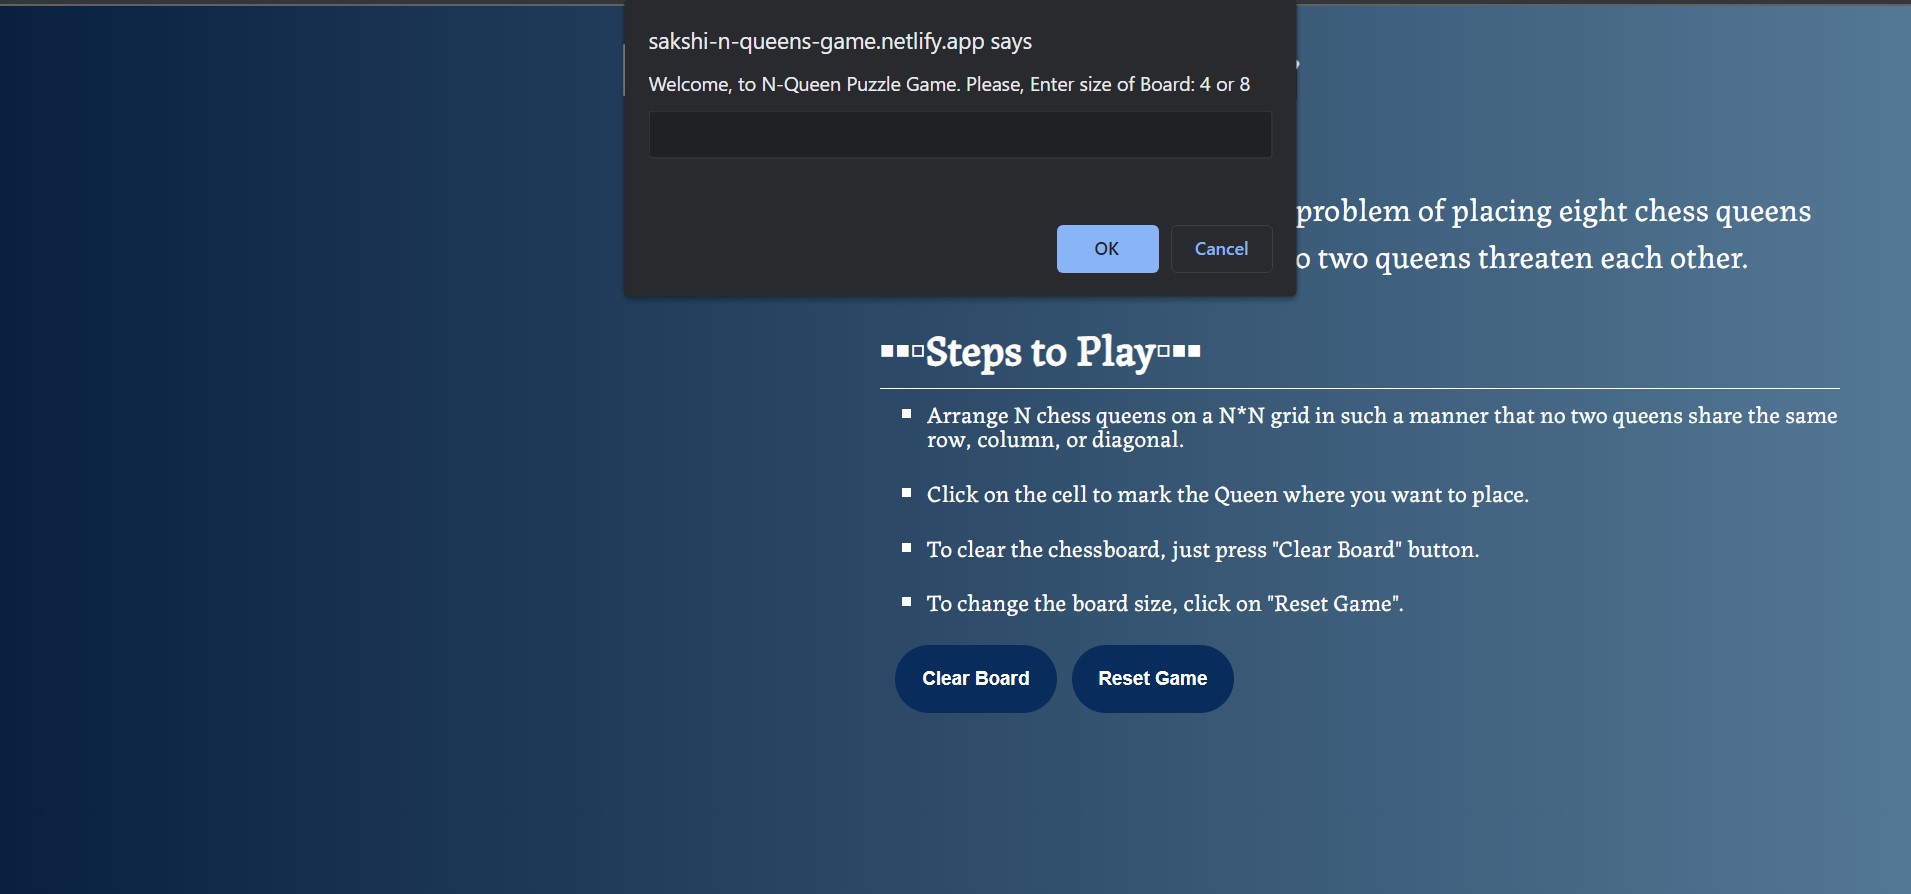 sakshi-n-queens-game.netlify.app says
Welcome, to N-Queen Puzzle Game. Please, Enter size of Board: 4 or 8
OK
Cancel
problem of placing eight chess queens
two queens threaten each other.
Steps to Play
Arrange N chess queens on a N*N grid in such a manner that no two queens share the same
row, column, or diagonal.
Click on the cell to mark the Queen where you want to place.
To clear the chessboard, just press "Clear Board" button.
To change the board size, click on "Reset Game".
Clear Board
Reset Game